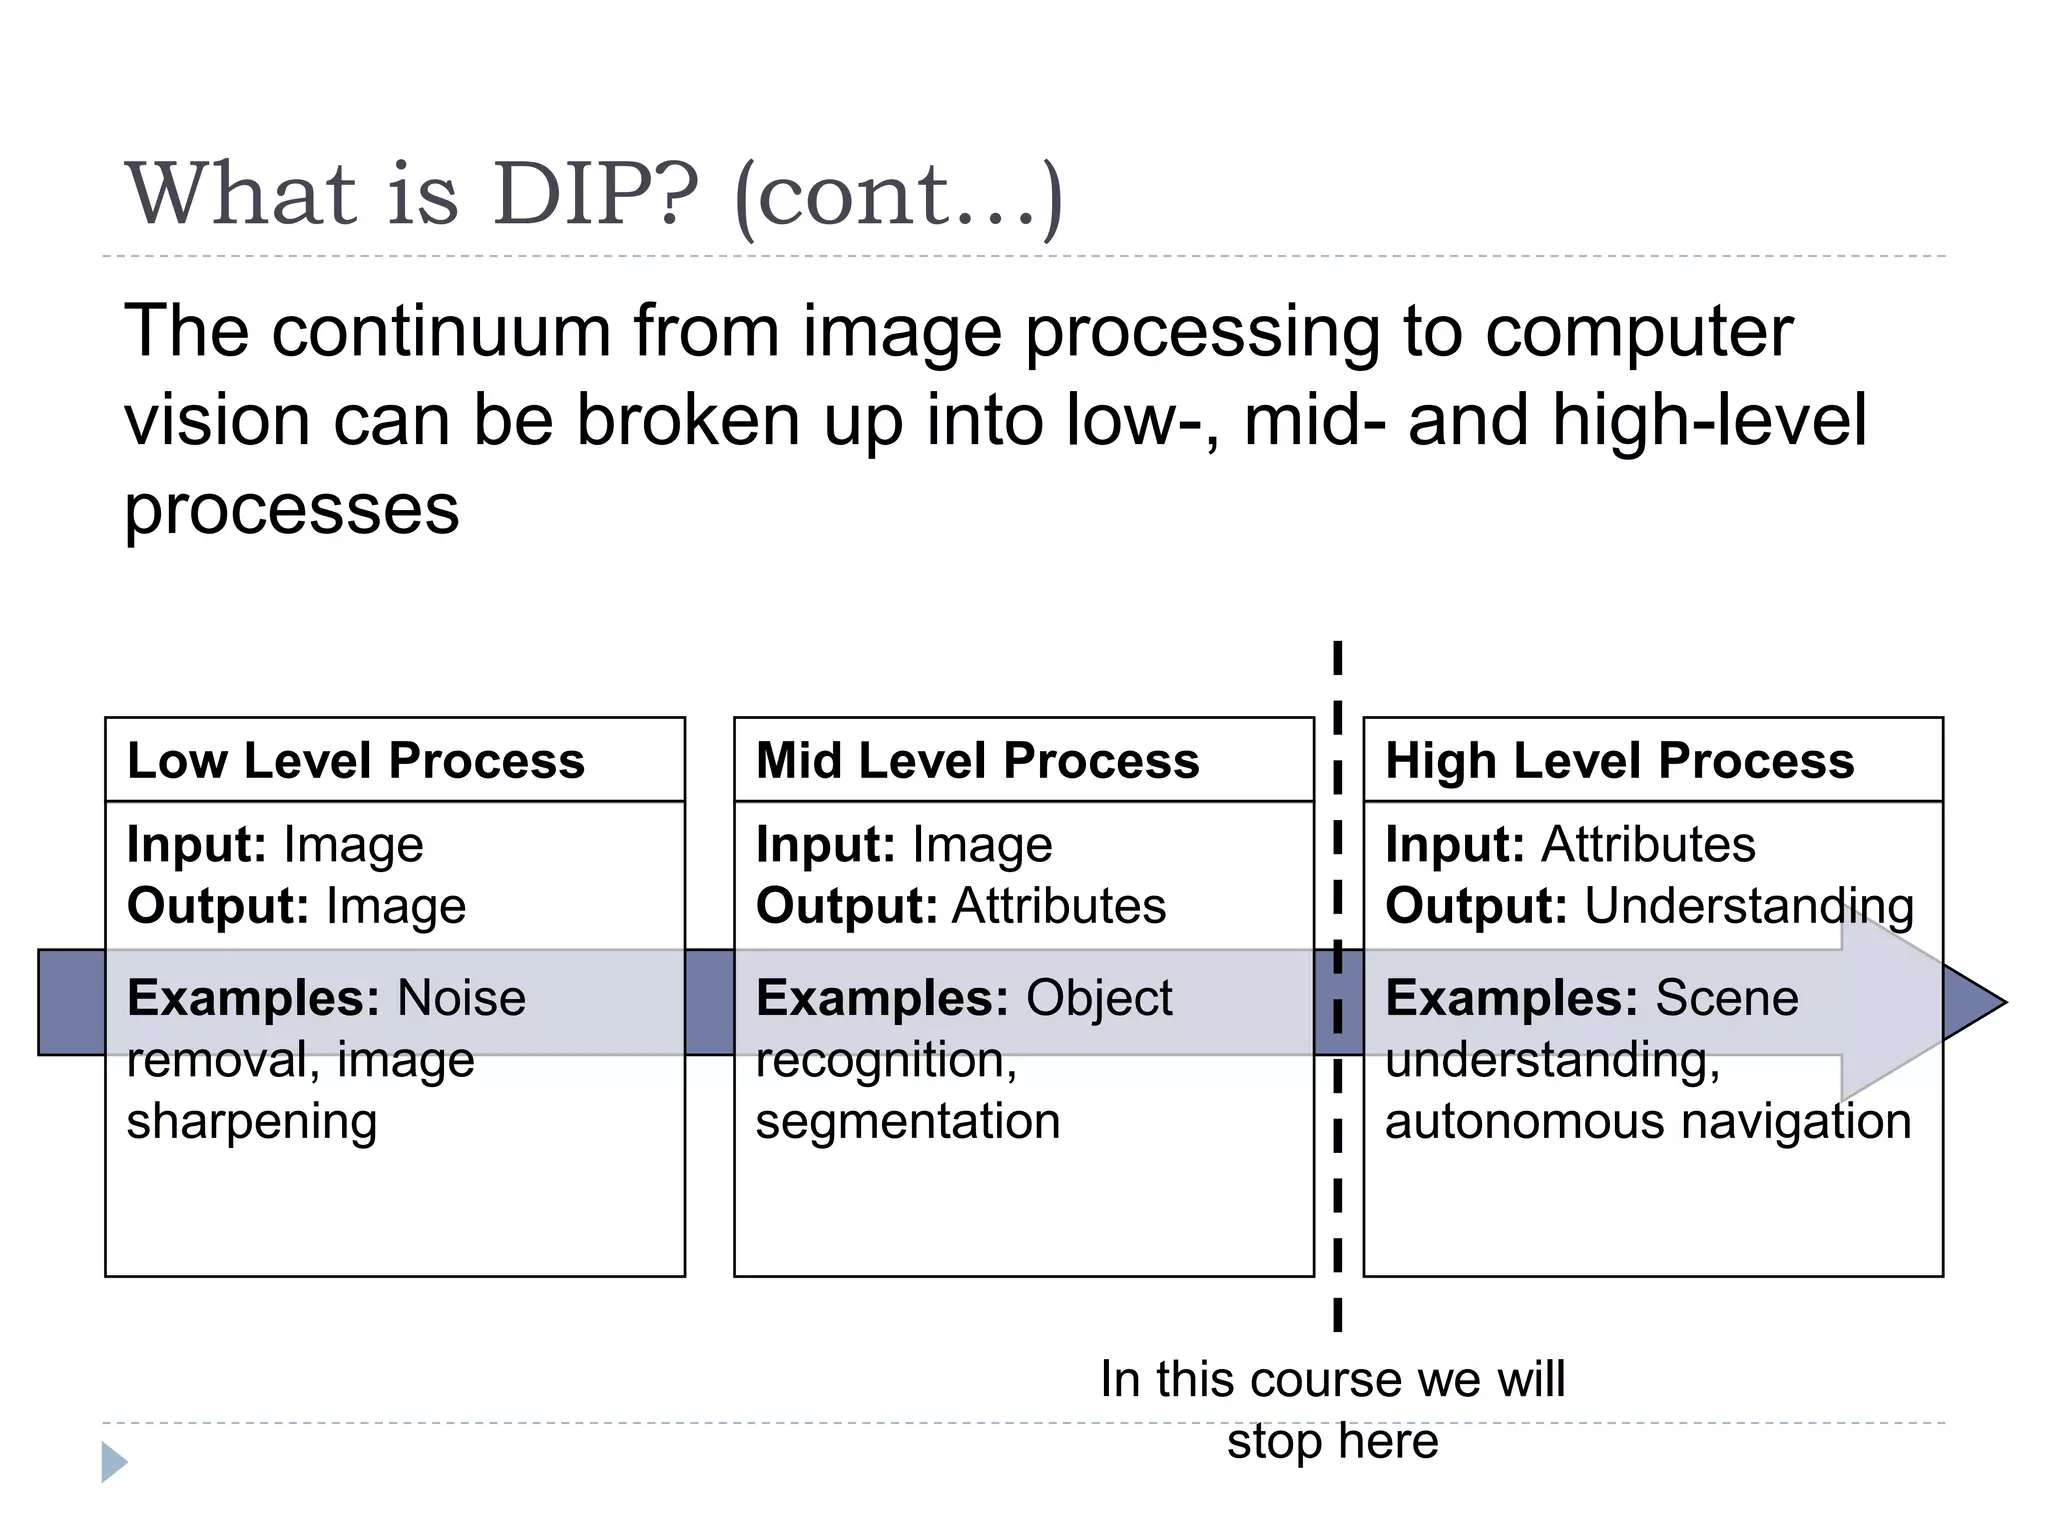 What is DIP? (cont…)
The continuum from image processing to computer
vision can be broken up into low-, mid- and high-level
processes
Low Level Process
Input: Image
Output: Image
Examples: Noise
removal, image
sharpening
Mid Level Process
Input: Image
Output: Attributes
Examples: Object
recognition,
segmentation
High Level Process
Input: Attributes
Output: Understanding
Examples: Scene
understanding,
autonomous navigation
In this course we will
stop here